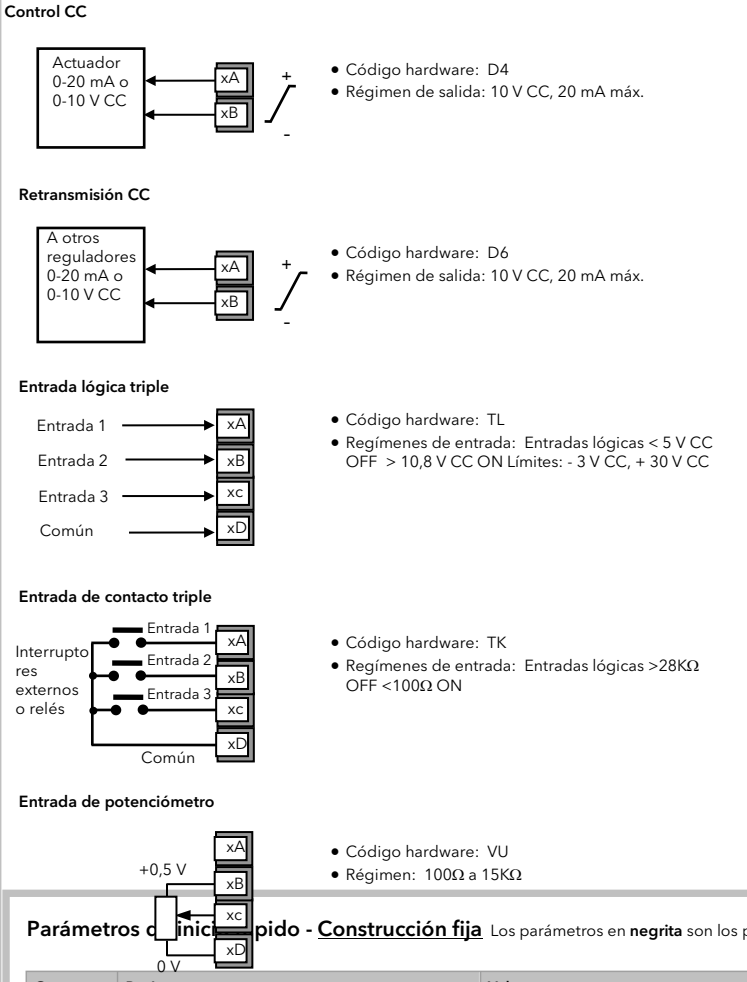 Control CC
Actuador
0-20 mA o
0-10 V CC
xA
xB
+
-
• Código hardware: D4
• Régimen de salida: 10 V CC, 20 mA máx.
Retransmisión CC
A otros
reguladores
0-20 mA o
0-10 V CC
xA
xB
+
-
• Código hardware: D6
• Régimen de salida: 10 V CC, 20 mA máx.
Entrada lógica triple
Entrada 1
xA
Entrada 2
xB
Entrada 3
xc
Común
xD
• Código hardware: TL
• Regímenes de entrada: Entradas lógicas < 5 V CC
OFF > 10,8 V CC ON Límites: - 3 V CC, + 30 V CC
Entrada de contacto triple
Interrupto
res
externos
o relés
Entrada 1
xA
Entrada 2
xB
Entrada 3
xc
xD
Común
• Código hardware: TK
• Regímenes de entrada: Entradas lógicas >28KΩ
OFF <100Ω ON
Entrada de potenciómetro
xA
+0,5 V
xB
xc
xD
0 V
• Código hardware: VU
• Régimen: 100Ω a 15KΩ
Parámetros d inici pido - Construcción fija Los parámetros en negrita son los p